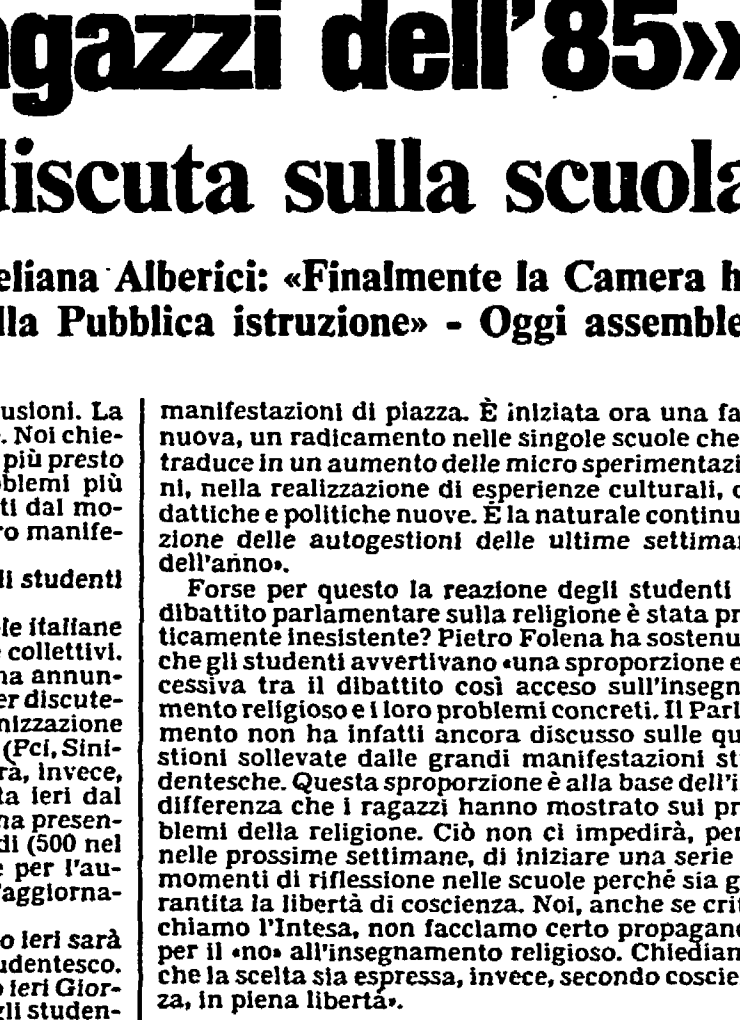 agazzi dell'85»
discuta sulla scuola
eliana Alberici: «Finalmente la Camera h
lla Pubblica istruzione» - Oggi assemble
usioni. La
. Noi chie-
più presto
oblemi più
ti dal mo-
ro manife-
li studenti
le italiane
collettivi.
na annun-
er discute-
nizzazione
(Pci, Sini-
rà, invece,
ta ieri dal
na presen-
di (500 nel
e per l'au-
'aggiorna-
o ieri sarà
udentesco.
o ieri Gior-
gli studen-
manifestazioni di piazza. È iniziata ora una fa
nuova, un radicamento nelle singole scuole che
traduce in un aumento delle micro sperimentazi
ni, nella realizzazione di esperienze culturali, d
dattiche e politiche nuove. È la naturale continu
zione delle autogestioni delle ultime settimar
dell'anno».
Forse per questo la reazione degli studenti
dibattito parlamentare sulla religione è stata pr
ticamente inesistente? Pietro Folena ha sostenu
che gli studenti avvertivano «una sproporzione e
cessiva tra il dibattito così acceso sull'insegn
mento religioso e i loro problemi concreti. Il Parl
mento non ha infatti ancora discusso sulle qu
stioni sollevate dalle grandi manifestazioni st
dentesche. Questa sproporzione è alla base dell'i
differenza che i ragazzi hanno mostrato sui pr
blemi della religione. Ciò non ci impedirà, per
nelle prossime settimane, di iniziare una serie
momenti di riflessione nelle scuole perché sia g
rantita la libertà di coscienza. Noi, anche se crit
chiamo l'Intesa, non facciamo certo propagand
per il «no» all'insegnamento religioso. Chiedian
che la scelta sia espressa, invece, secondo coscie
za, in piena libertà».